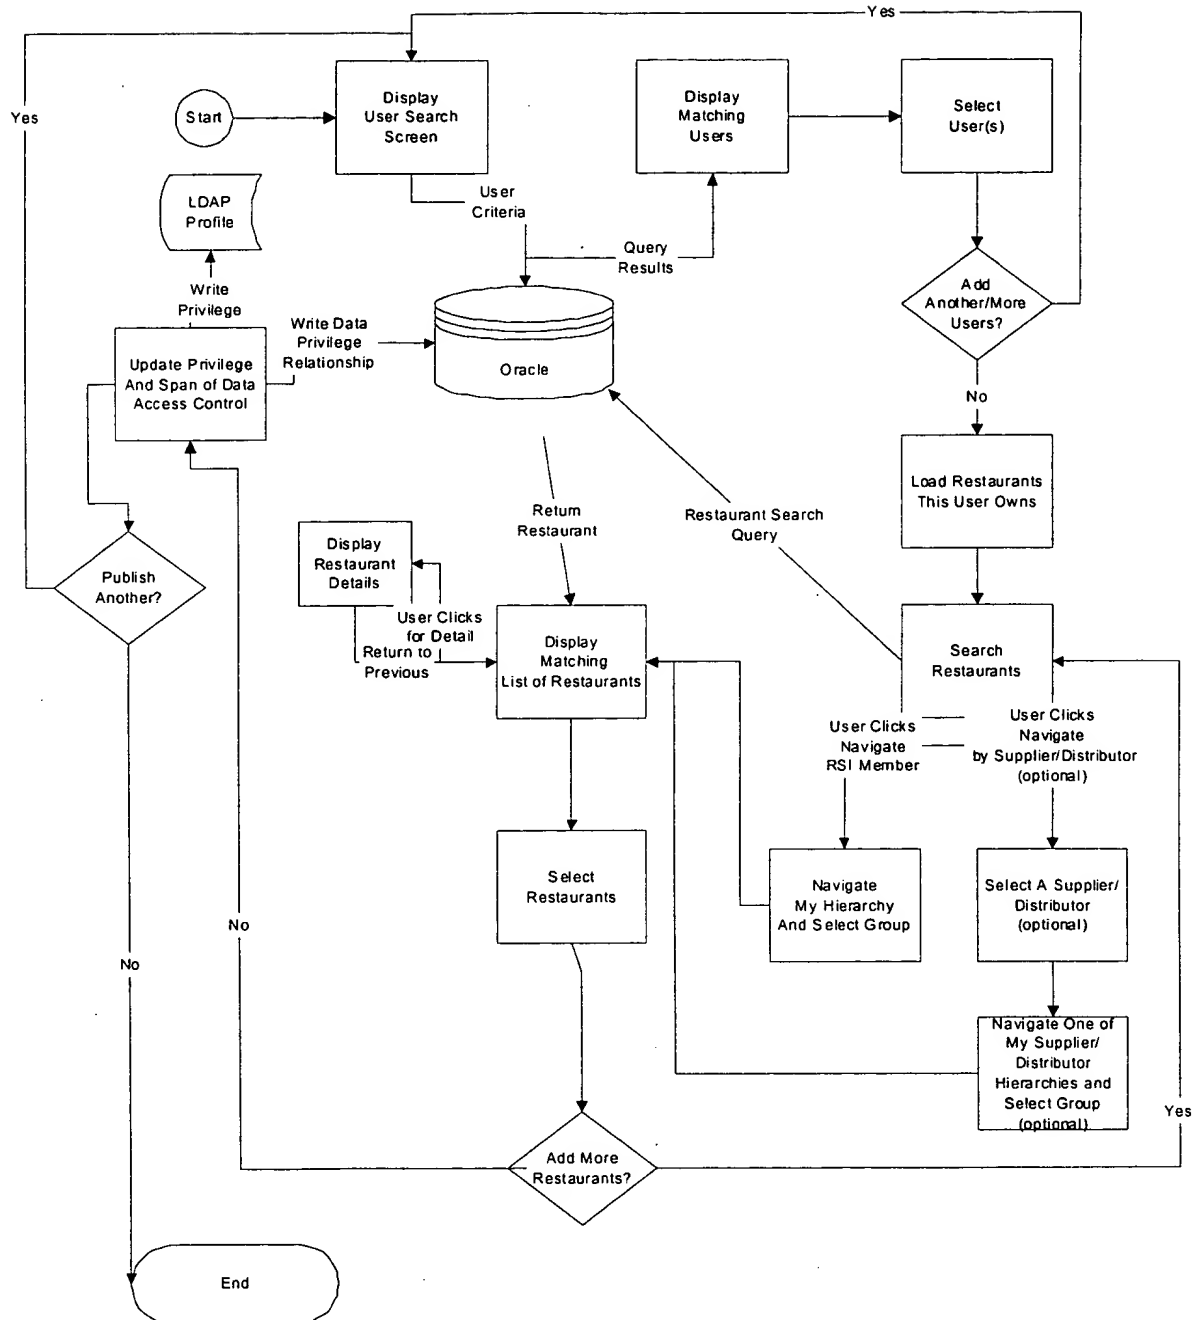 Yes
Yes
Start
Display
User Search
Screen
Display
Matching
Users
Select
User(s)
LDAP
Profile
User
Criteria
Query
Results
Write
Privilege
Add
Another/More
Users?
Write Data
Privilege
Relationship
Update Privilege
And Span of Data
Access Control
Oracle
No
Load Restaurants
This User Owns
Return
Restaurant
Restaurant Search
Query
Display
Restaurant
Details
Publish
Another?
User Clicks
for Detail
Return to
Previous
Display
Matching
List of Restaurants
Search
Restaurants
User Clicks
Navigate
RSI Member
User Clicks
Navigate
by Supplier/Distributor
(optional)
Select
Restaurants
Navigate
My Hierarchy
And Select Group
Select A Supplier/
Distributor
(optional)
No
No
Navigate One of
My Supplier/
Distributor
Hierarchies and
Select Group
(optional)
Yes
Add More
Restaurants?
End